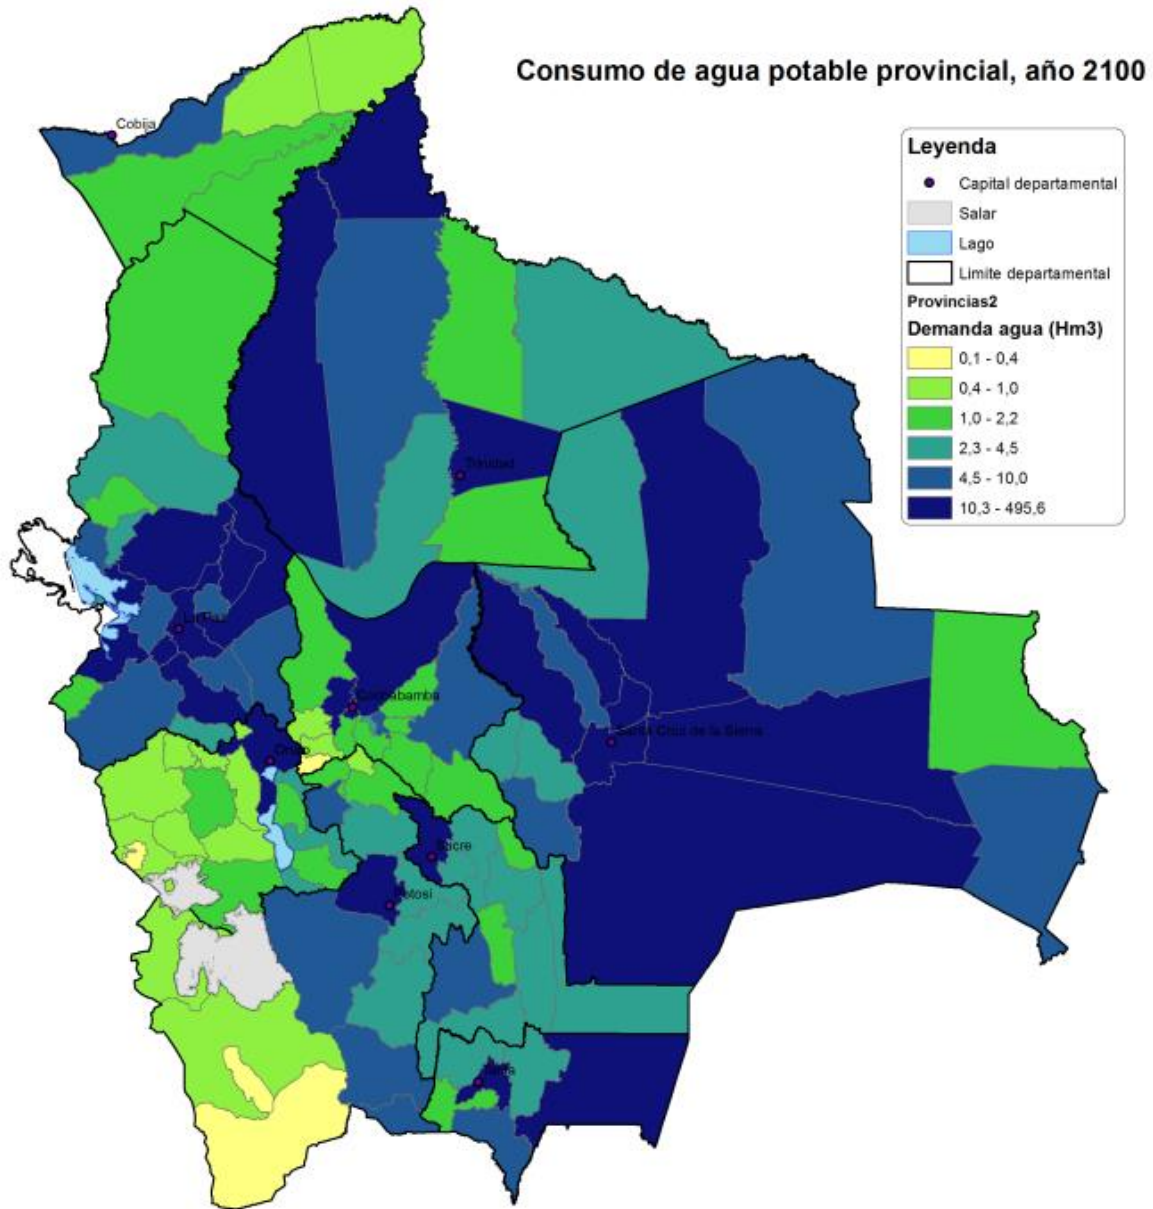 Consumo de agua potable provincial, año 2100
Cobija
Leyenda
Capital departamental
Salar
Lago
Limite departamental
Provincias2
Demanda agua (Hm3)
0,1 - 0,4
0,4 - 1,0
1,0 - 2,2
2,3 - 4,5
4,5 - 10,0
10,3 - 495,6
Trinidad
La Paz
Cochabamba
Santa Cruz de la Sierra
Oruro
Sucre
Potosí
Tarija